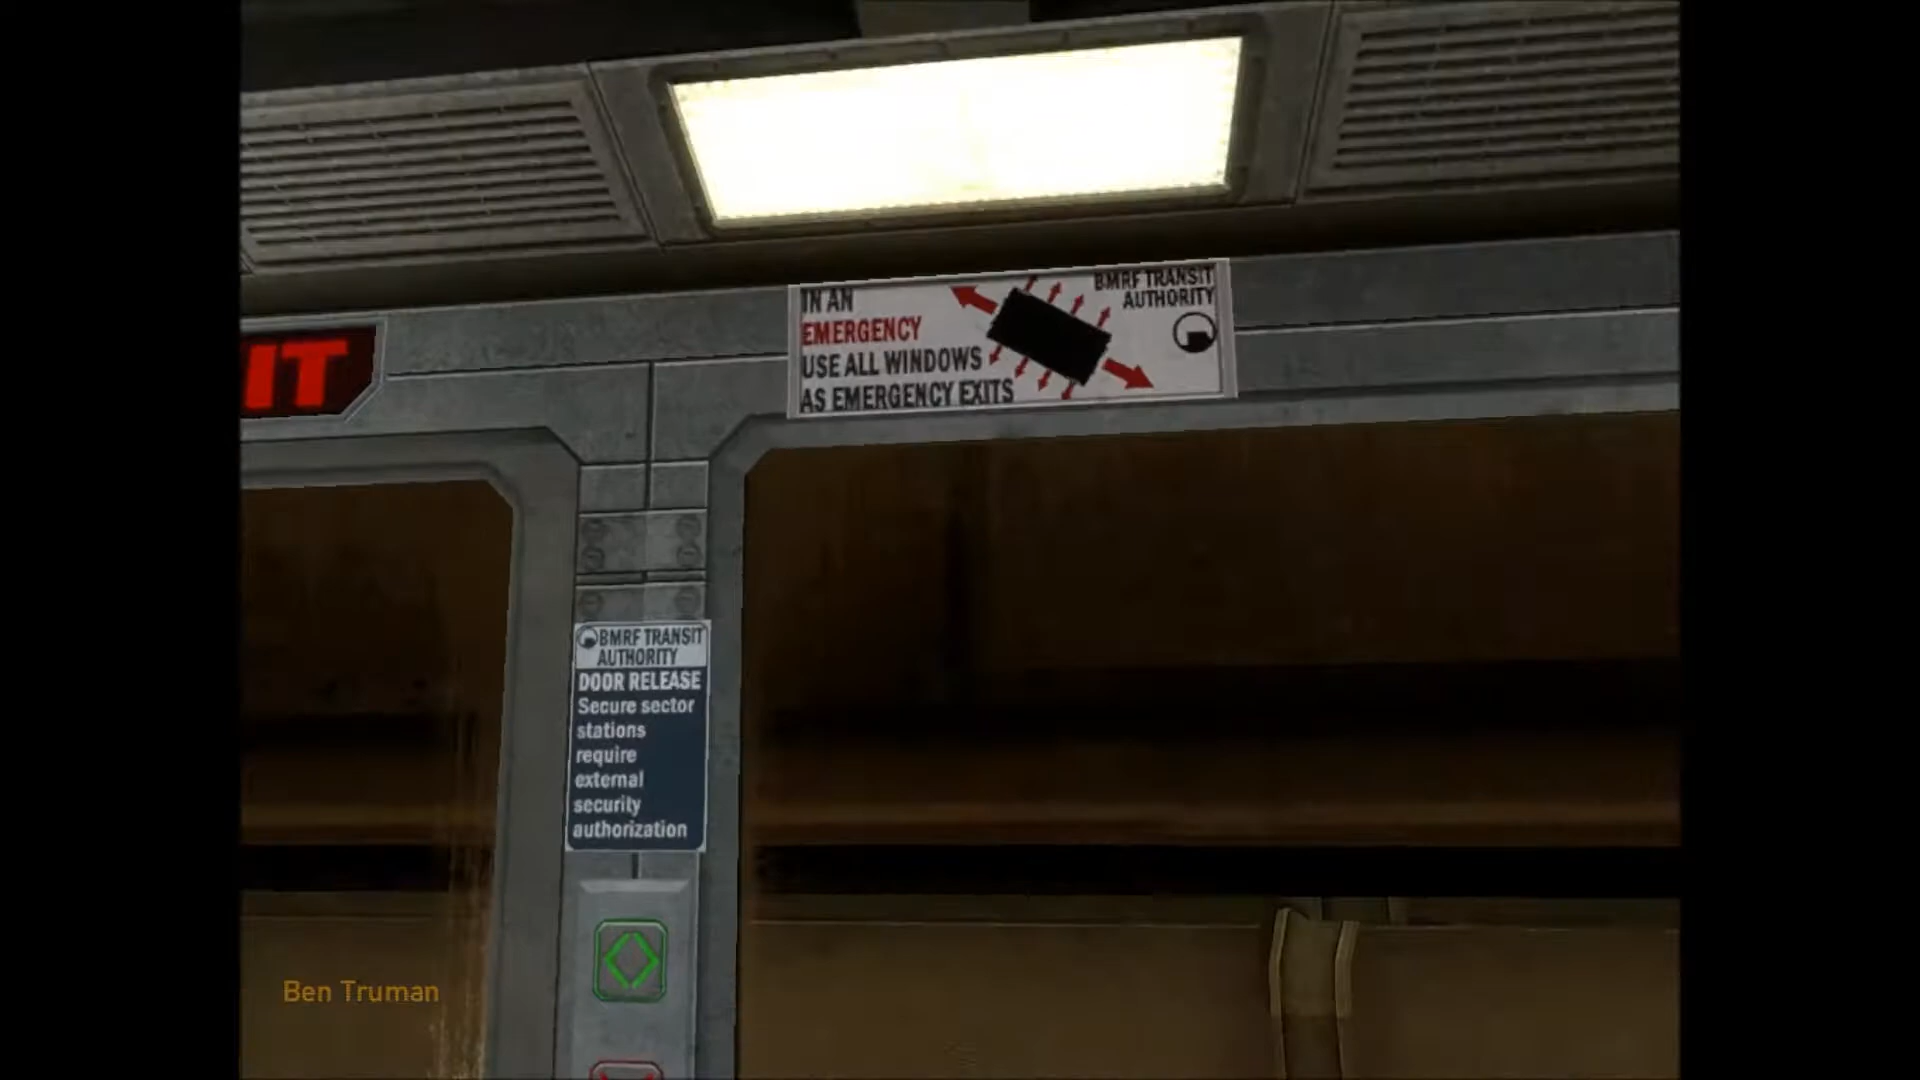 IN AN
EMERGENCY
USE ALL WINDOWS
AS EMERGENCY EXITS
BMRF TRANSIT
AUTHORITY
IT
BMRF TRANSIT
AUTHORITY
DOOR RELEASE
Secure sector
stations
require
external
security
authorization
Ben Truman